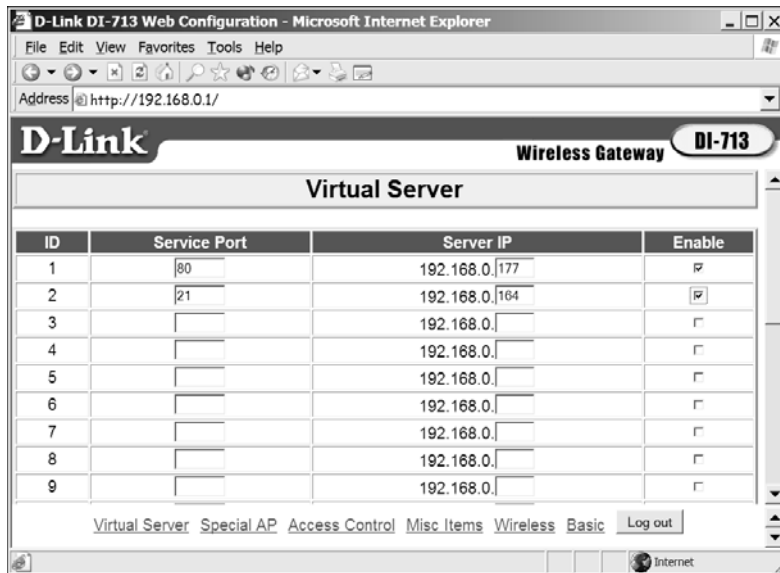 D-Link DI-713 Web Configuration - Microsoft Internet Explorer
File Edit View Favorites Tools Help
Address http://192.168.0.1/
D-Link
Wireless Gateway DI-713
Virtual Server
ID Service Port Server IP Enable
1 80 192.168.0.177
2 21 192.168.0.164
3 192.168.0.
4 192.168.0.
5 192.168.0.
6 192.168.0.
7 192.168.0.
8 192.168.0.
9 192.168.0.
Virtual Server Special AP Access Control Misc Items Wireless Basic Log out
Internet